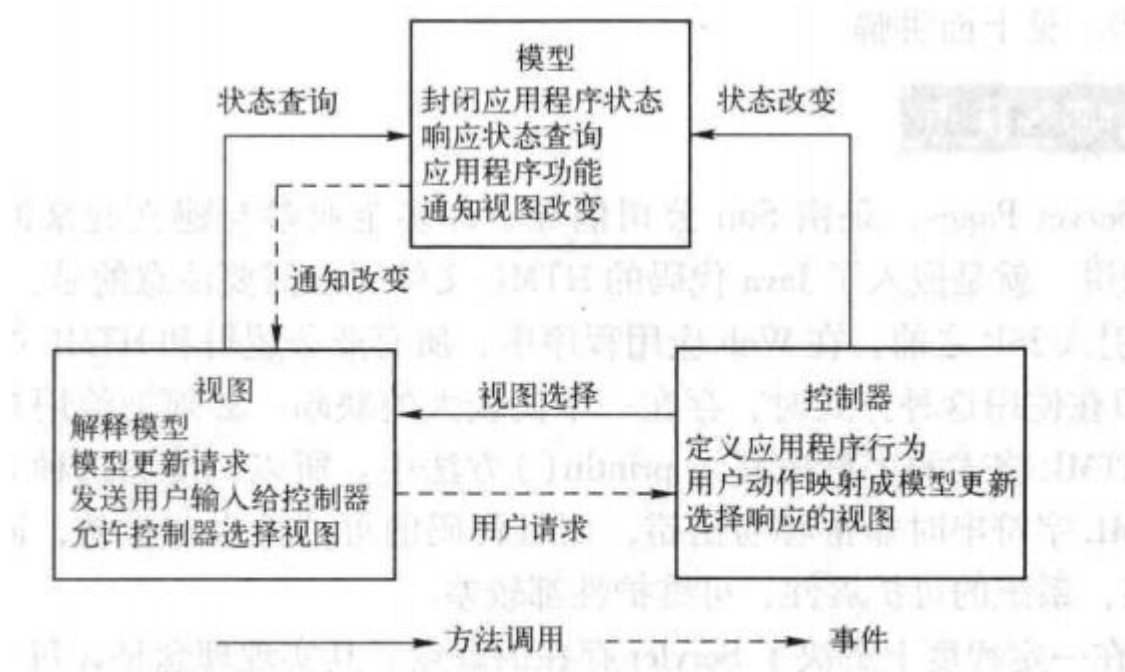 模型
封闭应用程序状态
响应状态查询
应用程序功能
通知视图改变
状态查询
状态改变
通知改变
视图
解释模型
模型更新请求
发送用户输入给控制器
允许控制器选择视图
视图选择
用户请求
控制器
定义应用程序行为
用户动作映射成模型更新
选择响应的视图
方法调用
事件